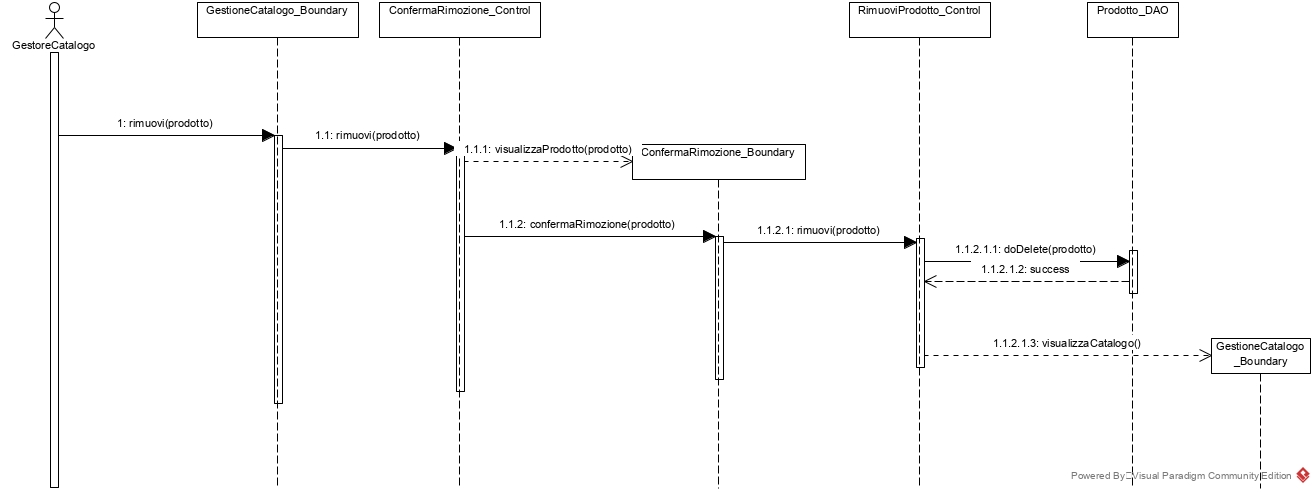 GestoreCatalogo
GestioneCatalogo_Boundary
ConfermaRimozione_Control
RimuoviProdotto_Control
Prodotto_DAO
1: rimuovi(prodotto)
1.1: rimuovi(prodotto)
1.1.1: visualizzaProdotto(prodotto)
ConfermaRimozione_Boundary
1.1.2: confermaRimozione(prodotto)
1.1.2.1: rimuovi(prodotto)
1.1.2.1.1: doDelete(prodotto)
1.1.2.1.2: success
1.1.2.1.3: visualizzaCatalogo()
GestioneCatalogo
_Boundary
Powered By Visual Paradigm Community Edition